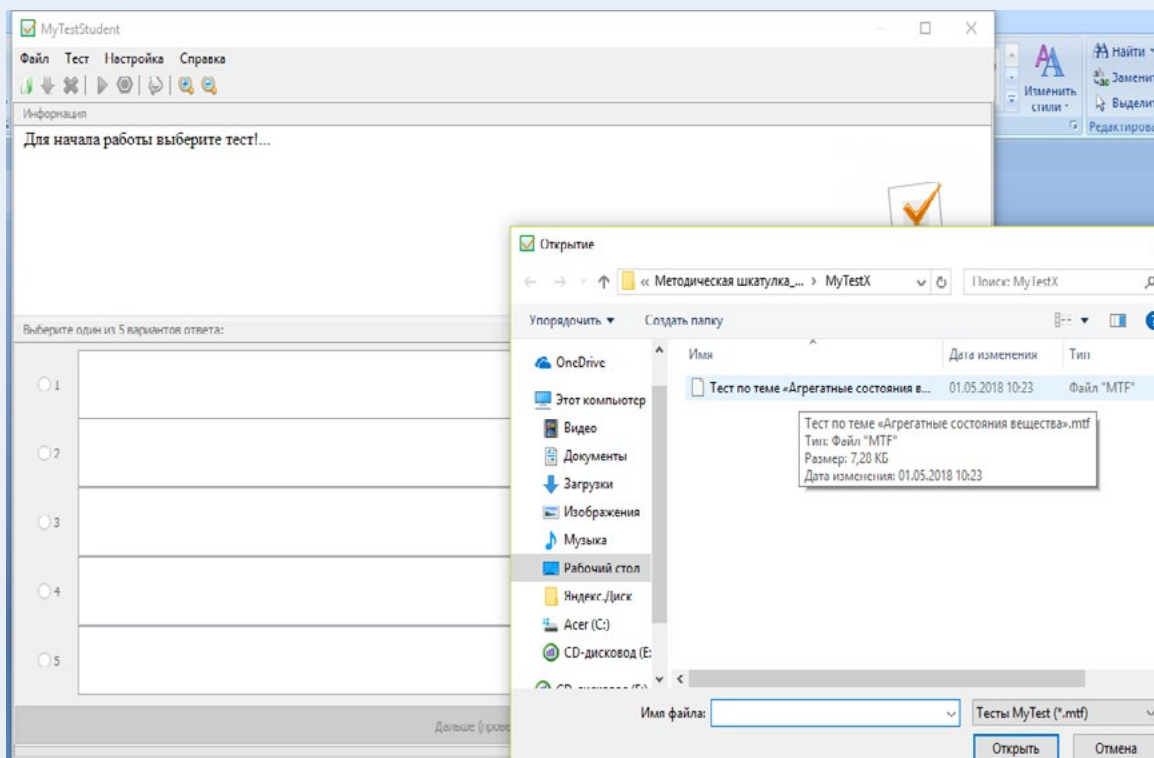 MyTestStudent
Файл Тест Настройка Справка
Информация
Для начала работы выберите тест!...
Выберите один из 5 вариантов ответа:
1
2
3
4
5
Дальше (прове
Изменить стили
Найти
Заменит
Выделит
Редактирова
Открытие
« Методическая шкатулка_... › MyTestX
Поиск: MyTestX
Упорядочить Создать папку
Имя Дата изменения Тип
OneDrive
Этот компьютер
Видео
Документы
Загрузки
Изображения
Музыка
Рабочий стол
Яндекс.Диск
Acer (C:)
CD-дисковод (E:
Тест по теме «Агрегатные состояния в... 01.05.2018 10:23 Файл "MTF"
Тест по теме «Агрегатные состояния вещества».mtf
Тип: Файл "MTF"
Размер: 7,28 КБ
Дата изменения: 01.05.2018 10:23
Имя файла:
Тесты MyTest (*.mtf)
Открыть Отмена